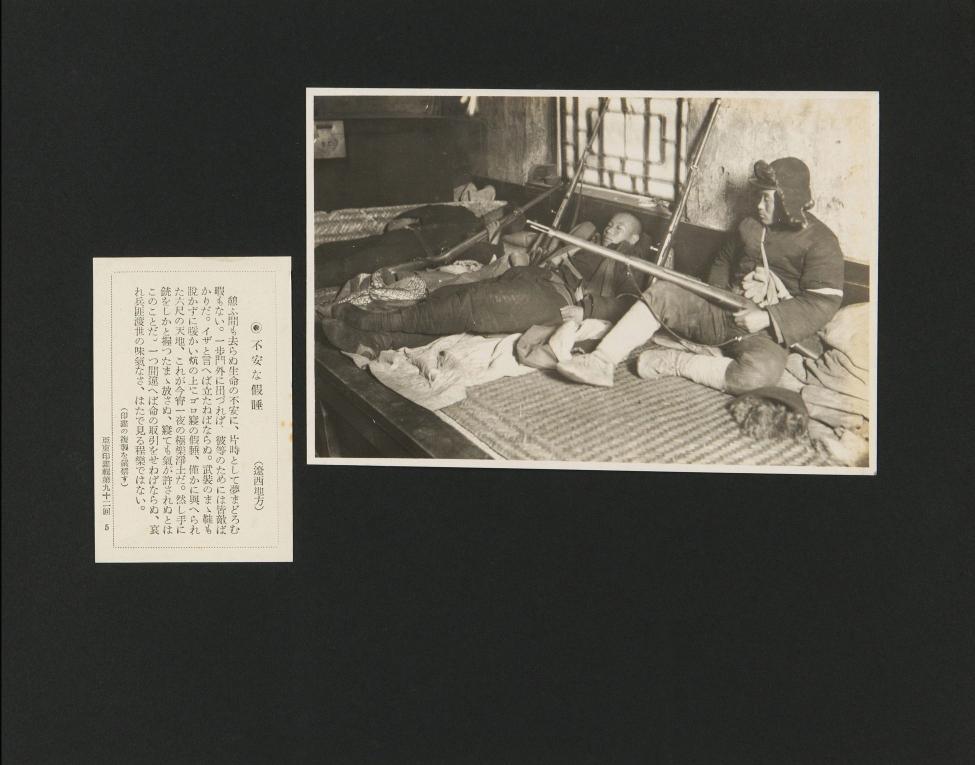 ◉不安な假睡
（遼西地方）
憩ふ間も去らぬ生命の不安に、片時として夢まどろむ
暇もない。一歩門外に出づれば、彼等のためには皆敵ば
かりだ。イザと言へば立たねばならぬ。武裝のまゝ鞋も
脱かずに暖かい炕の上にゴロ寢の假睡、僅かに與へられ
た六尺の天地、これが今宵一夜の極樂淨土だ。然し手に
銃をしかと握つたまゝ放さぬ、寢ても氣が許されぬとは
このことだ。一つ間違へば命の取引をせねばならぬ、哀
れ兵匪渡世の味氣なさ、はたで見る程樂ではない。
（印畫の複製を嚴禁す）
亞東印畫輯第九十二回 5